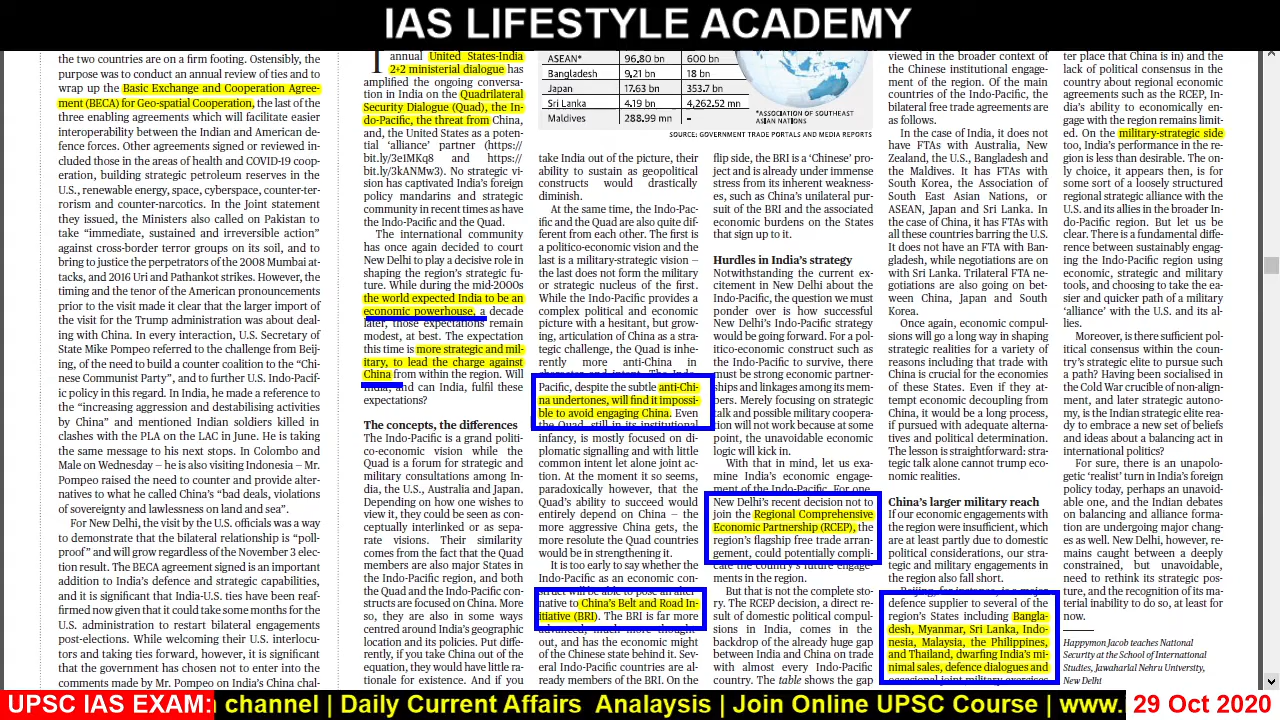 IAS LIFESTYLE ACADEMY
the two countries are on a firm footing. Ostensibly, the
purpose was to conduct an annual review of ties and to
wrap up the Basic Exchange and Cooperation Agree-
ment (BECA) for Geo-spatial Cooperation, the last of the
three enabling agreements which will facilitate easier
interoperability between the Indian and American de-
fence forces. Other agreements signed or reviewed in-
cluded those in the areas of health and COVID-19 coop-
eration, building strategic petroleum reserves in the
U.S., renewable energy, space, cyberspace, counter-ter-
rorism and counter-narcotics. In the Joint statement
they issued, the Ministers also called on Pakistan to
take “immediate, sustained and irreversible action”
against cross-border terror groups on its soil, and to
bring to justice the perpetrators of the 2008 Mumbai at-
tacks, and 2016 Uri and Pathankot strikes. However, the
timing and the tenor of the American pronouncements
prior to the visit made it clear that the larger import of
the visit for the Trump administration was about deal-
ing with China. In every interaction, U.S. Secretary of
State Mike Pompeo referred to the challenge from Beij-
ing, of the need to build a counter coalition to the “Chi-
nese Communist Party”, and to further U.S. Indo-Pacif-
ic policy in this regard. In India, he made a reference to
the “increasing aggression and destabilising activities
by China” and mentioned Indian soldiers killed in
clashes with the PLA on the LAC in June. He is taking
the same message to his next stops. In Colombo and
Male on Wednesday – he is also visiting Indonesia – Mr.
Pompeo raised the need to counter and provide alter-
natives to what he called China’s “bad deals, violations
of sovereignty and lawlessness on land and sea”.
For New Delhi, the visit by the U.S. officials was a way
to demonstrate that the bilateral relationship is “poll-
proof” and will grow regardless of the November 3 elec-
tion result. The BECA agreement signed is an important
addition to India’s defence and strategic capabilities,
and it is significant that India-U.S. ties have been reaf-
firmed now given that it could take some months for the
U.S. administration to restart bilateral engagements
post-elections. While welcoming their U.S. interlocu-
tors and taking ties forward, however, it is significant
that the government has chosen not to enter into the
comments made by Mr. Pompeo on India’s China chal-
annual United States-India
2+2 ministerial dialogue has
amplified the ongoing conversa-
tion in India on the Quadrilateral
Security Dialogue (Quad), the In-
do-Pacific, the threat from China,
and, the United States as a poten-
tial ‘alliance’ partner (https://
bit.ly/3e1MKq8 and https://
bit.ly/3kANMw3). No strategic vi-
sion has captivated India’s foreign
policy mandarins and strategic
community in recent times as have
the Indo-Pacific and the Quad.
The international community
has once again decided to court
New Delhi to play a decisive role in
shaping the region’s strategic fu-
ture. While during the mid-2000s
the world expected India to be an
economic powerhouse, a decade
later, those expectations remain
modest, at best. The expectation
this time is more strategic and mil-
itary, to lead the charge against
China from within the region. Will
India, and can India, fulfil these
expectations?
The concepts, the differences
The Indo-Pacific is a grand politi-
co-economic vision while the
Quad is a forum for strategic and
military consultations among In-
dia, the U.S., Australia and Japan.
Depending on how one wishes to
view it, they could be seen as con-
ceptually interlinked or as sepa-
rate visions. Their similarity
comes from the fact that the Quad
members are also major States in
the Indo-Pacific region, and both
the Quad and the Indo-Pacific con-
structs are focused on China. More
so, they are also in some ways
centred around India’s geographic
location and its policies. Put differ-
ently, if you take China out of the
equation, they would have little ra-
tionale for existence. And if you
ASEAN* 96.80 bn 600 bn
Bangladesh 9.21 bn 18 bn
Japan 17.63 bn 353.7 bn
Sri Lanka 4.19 bn 4,262.52 mn
Maldives 288.99 mn –
*ASSOCIATION OF SOUTHEAST
ASIAN NATIONS
SOURCE: GOVERNMENT TRADE PORTALS AND MEDIA REPORTS
take India out of the picture, their
ability to sustain as geopolitical
constructs would drastically
diminish.
At the same time, the Indo-Pac-
ific and the Quad are also quite dif-
ferent from each other. The first is
a politico-economic vision and the
last is a military-strategic vision –
the last does not form the military
or strategic nucleus of the first.
While the Indo-Pacific provides a
complex political and economic
picture with a hesitant, but grow-
ing, articulation of China as a stra-
tegic challenge, the Quad is inhe-
rently more anti-China in
character. The Indo-
Pacific, despite the subtle anti-Chi-
na undertones, will find it impossi-
ble to avoid engaging China. Even
the Quad, still in its institutional
infancy, is mostly focused on di-
plomatic signalling and with little
common intent let alone joint ac-
tion. At the moment it so seems,
paradoxically however, that the
Quad’s ability to succeed would
entirely depend on China – the
more aggressive China gets, the
more resolute the Quad countries
would be in strengthening it.
It is too early to say whether the
Indo-Pacific as an economic con-
struct will be able to pose an alter-
native to China’s Belt and Road In-
itiative (BRI). The BRI is far more
advanced, much more thought
out, and has the economic might
of the Chinese state behind it. Sev-
eral Indo-Pacific countries are al-
ready members of the BRI. On the
flip side, the BRI is a ‘Chinese’ pro-
ject and is already under immense
stress from its inherent weakness-
es, such as China’s unilateral pur-
suit of the BRI and the associated
economic burdens on the States
that sign up to it.
Hurdles in India’s strategy
Notwithstanding the current ex-
citement in New Delhi about the
Indo-Pacific, the question we must
ponder over is how successful
New Delhi’s Indo-Pacific strategy
would be going forward. For a pol-
itico-economic construct such as
the Indo-Pacific to survive, there
must be strong economic partner-
ships and linkages among its mem-
bers. Merely focusing on strategic
talk and possible military coopera-
tion will not work because at some
point, the unavoidable economic
logic will kick in.
With that in mind, let us exa-
mine India’s economic engage-
ment of the Indo-Pacific. For one,
New Delhi’s recent decision not to
join the Regional Comprehensive
Economic Partnership (RCEP), the
region’s flagship free trade arran-
gement, could potentially compli-
cate the country’s future engage-
ments in the region.
But that is not the complete sto-
ry. The RCEP decision, a direct re-
sult of domestic political compul-
sions in India, comes in the
backdrop of the already huge gap
between India and China on trade
with almost every Indo-Pacific
country. The table shows the gap
viewed in the broader context of
the Chinese institutional engage-
ment of the region. Of the main
countries of the Indo-Pacific, the
bilateral free trade agreements are
as follows.
In the case of India, it does not
have FTAs with Australia, New
Zealand, the U.S., Bangladesh and
the Maldives. It has FTAs with
South Korea, the Association of
South East Asian Nations, or
ASEAN, Japan and Sri Lanka. In
the case of China, it has FTAs with
all these countries barring the U.S.
It does not have an FTA with Ban-
gladesh, while negotiations are on
with Sri Lanka. Trilateral FTA ne-
gotiations are also going on bet-
ween China, Japan and South
Korea.
Once again, economic compul-
sions will go a long way in shaping
strategic realities for a variety of
reasons including that trade with
China is crucial for the economies
of these States. Even if they at-
tempt economic decoupling from
China, it would be a long process,
if pursued with adequate alterna-
tives and political determination.
The lesson is straightforward: stra-
tegic talk alone cannot trump eco-
nomic realities.
China’s larger military reach
If our economic engagements with
the region were insufficient, which
are at least partly due to domestic
political considerations, our stra-
tegic and military engagements in
the region also fall short.
Beijing, for instance, is a major
defence supplier to several of the
region’s States including Bangla-
desh, Myanmar, Sri Lanka, Indo-
nesia, Malaysia, the Philippines,
and Thailand, dwarfing India’s mi-
nimal sales, defence dialogues and
occasional joint military exercises
ter place that China is in) and the
lack of political consensus in the
country about regional economic
agreements such as the RCEP, In-
dia’s ability to economically en-
gage with the region remains limit-
ed. On the military-strategic side
too, India’s performance in the re-
gion is less than desirable. The on-
ly choice, it appears then, is for
some sort of a loosely structured
regional strategic alliance with the
U.S. and its allies in the broader In-
do-Pacific region. But let us be
clear. There is a fundamental dife-
rence between sustainably engag-
ing the Indo-Pacific region using
economic, strategic and military
tools, and choosing to take the ea-
sier and quicker path of a military
‘alliance’ with the U.S. and its al-
lies.
Moreover, is there sufficient pol-
itical consensus within the coun-
try’s strategic elite to pursue such
a path? Having been socialised in
the Cold War crucible of non-align-
ment, and later strategic autono-
my, is the Indian strategic elite rea-
dy to embrace a new set of beliefs
and ideas about a balancing act in
international politics?
For sure, there is an unapolo-
getic ‘realist’ turn in India’s foreign
policy today, perhaps an unavoid-
able one, and the Indian debates
on balancing and alliance forma-
tion are undergoing major chang-
es as well. New Delhi, however, re-
mains caught between a deeply
constrained, but unavoidable,
need to rethink its strategic pos-
ture, and the recognition of its ma-
terial inability to do so, at least for
now.
Happymon Jacob teaches National
Security at the School of International
Studies, Jawaharlal Nehru University,
New Delhi
UPSC IAS EXAM: channel | Daily Current Affairs Analaysis | Join Online UPSC Course | www. 29 Oct 2020